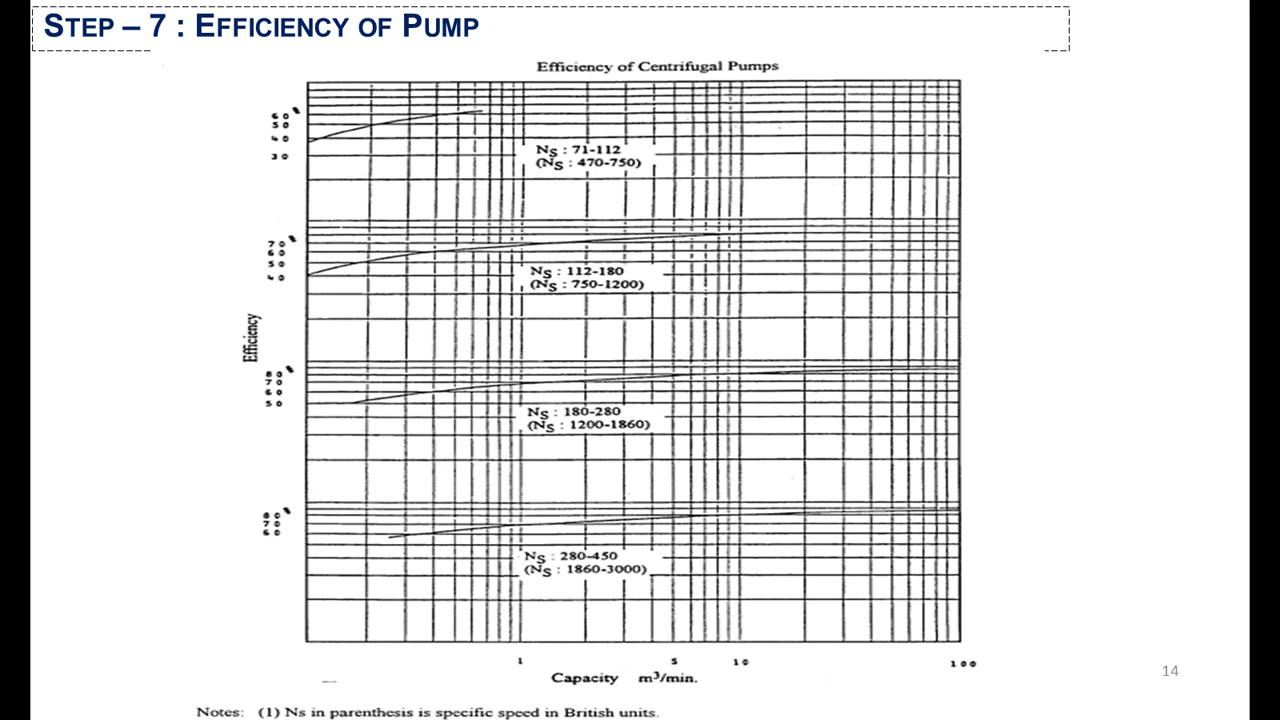 STEP – 7 : EFFICIENCY OF PUMP
Efficiency of Centrifugal Pumps
60%
50
40
30
NS : 71-112
(NS : 470-750)
70%
60
50
40
NS : 112-180
(NS : 750-1200)
Efficiency
80%
70
60
50
NS : 180-280
(NS : 1200-1860)
80%
70
60
NS : 280-450
(NS : 1860-3000)
1 5 10 100
Capacity m³/min.
14
Notes: (1) Ns in parenthesis is specific speed in British units.